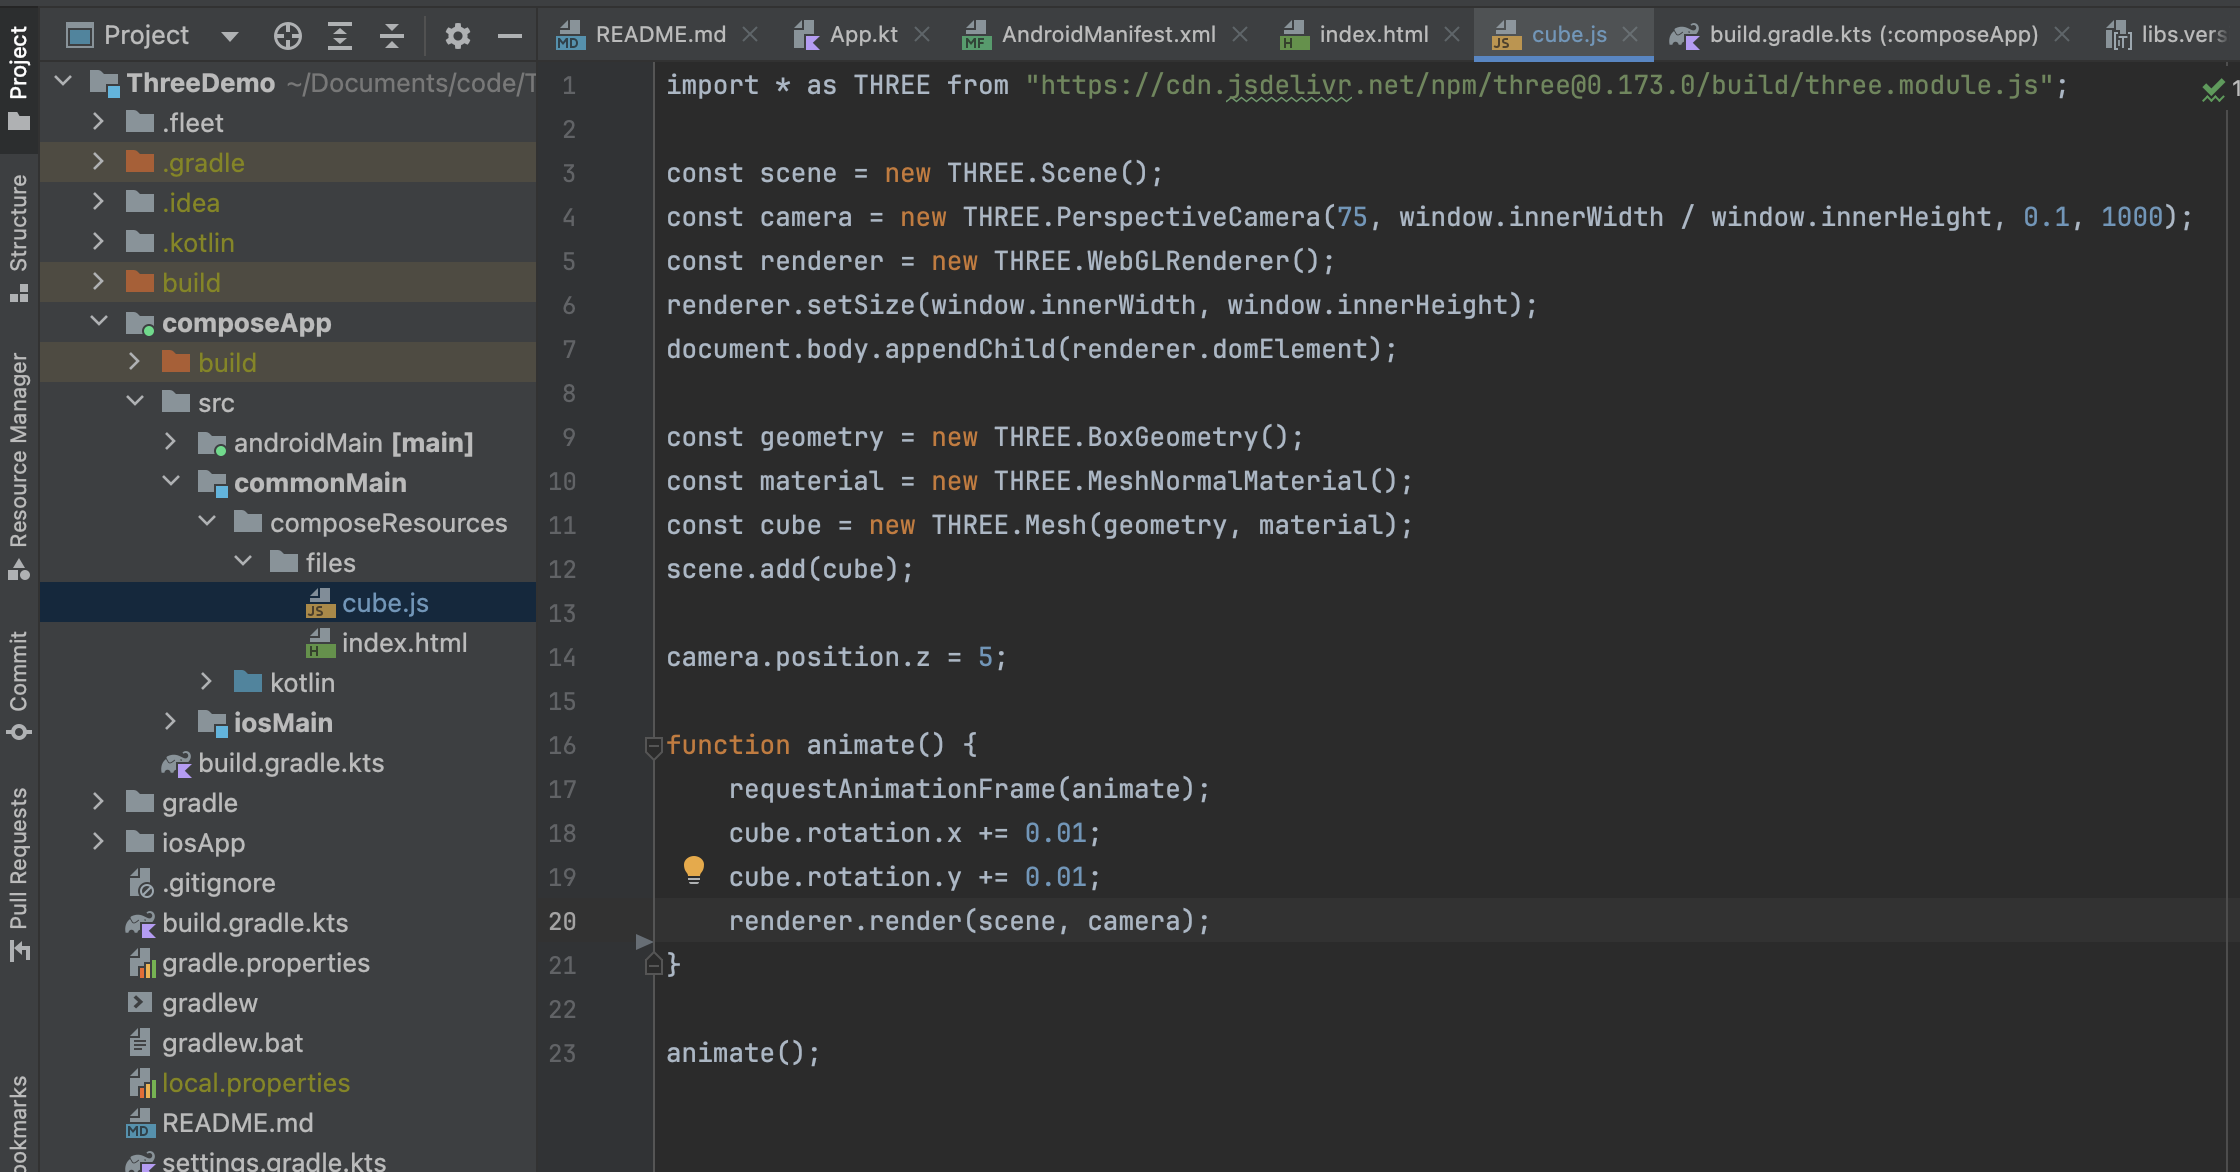 Project
README.md
App.kt
AndroidManifest.xml
index.html
cube.js
build.gradle.kts (:composeApp)
libs.vers
Project
Structure
Resource Manager
Commit
Pull Requests
ookmarks
ThreeDemo ~/Documents/code/T
.fleet
.gradle
.idea
.kotlin
build
composeApp
build
src
androidMain [main]
commonMain
composeResources
files
cube.js
index.html
kotlin
iosMain
build.gradle.kts
gradle
iosApp
.gitignore
build.gradle.kts
gradle.properties
gradlew
gradlew.bat
local.properties
README.md
settings.gradle.kts
1 import * as THREE from "https://cdn.jsdelivr.net/npm/three@0.173.0/build/three.module.js";
2
3 const scene = new THREE.Scene();
4 const camera = new THREE.PerspectiveCamera(75, window.innerWidth / window.innerHeight, 0.1, 1000);
5 const renderer = new THREE.WebGLRenderer();
6 renderer.setSize(window.innerWidth, window.innerHeight);
7 document.body.appendChild(renderer.domElement);
8
9 const geometry = new THREE.BoxGeometry();
10 const material = new THREE.MeshNormalMaterial();
11 const cube = new THREE.Mesh(geometry, material);
12 scene.add(cube);
13
14 camera.position.z = 5;
15
16 function animate() {
17 requestAnimationFrame(animate);
18 cube.rotation.x += 0.01;
19 cube.rotation.y += 0.01;
20 renderer.render(scene, camera);
21 }
22
23 animate();